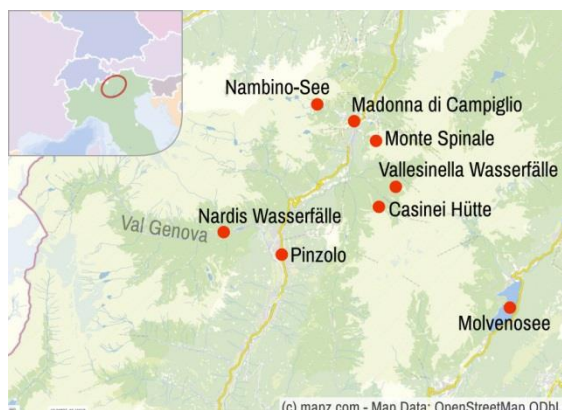 Nambino-See
Madonna di Campiglio
Monte Spinale
Vallesinella Wasserfälle
Casinei Hütte
Nardis Wasserfälle
Val Genova
Pinzolo
Molvenosee
(c) mapz.com - Map Data: OpenStreetMap ODbL